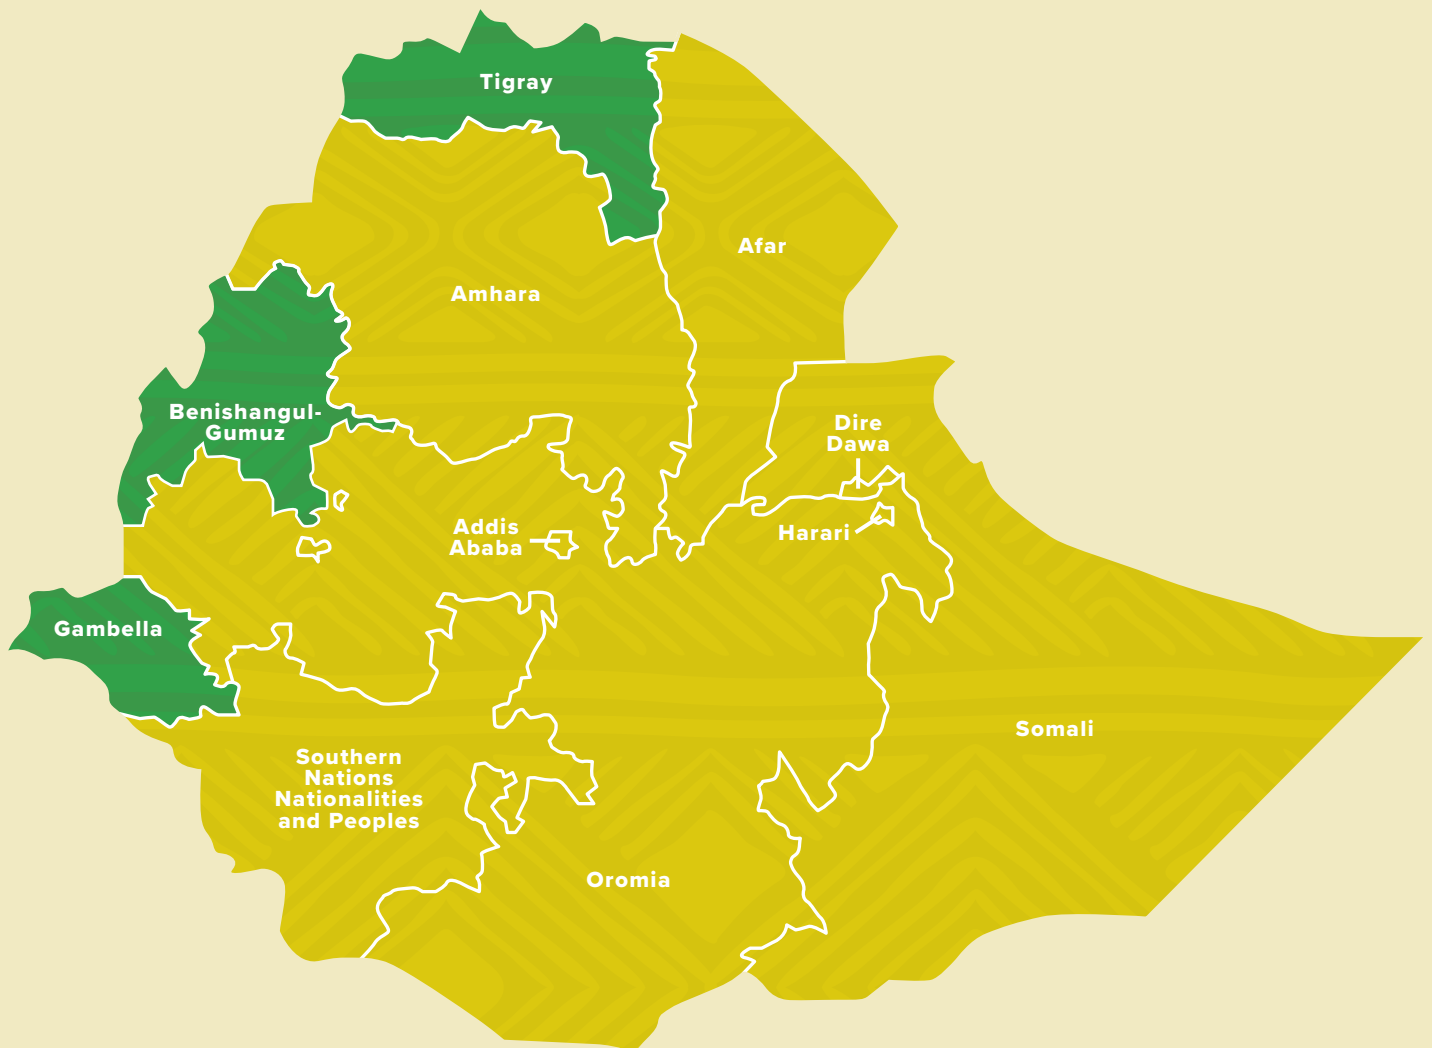 Tigray
Afar
Amhara
Benishangul-
Gumuz
Dire
Dawa
Addis
Ababa
Harari
Gambella
Somali
Southern
Nations
Nationalities
and Peoples
Oromia